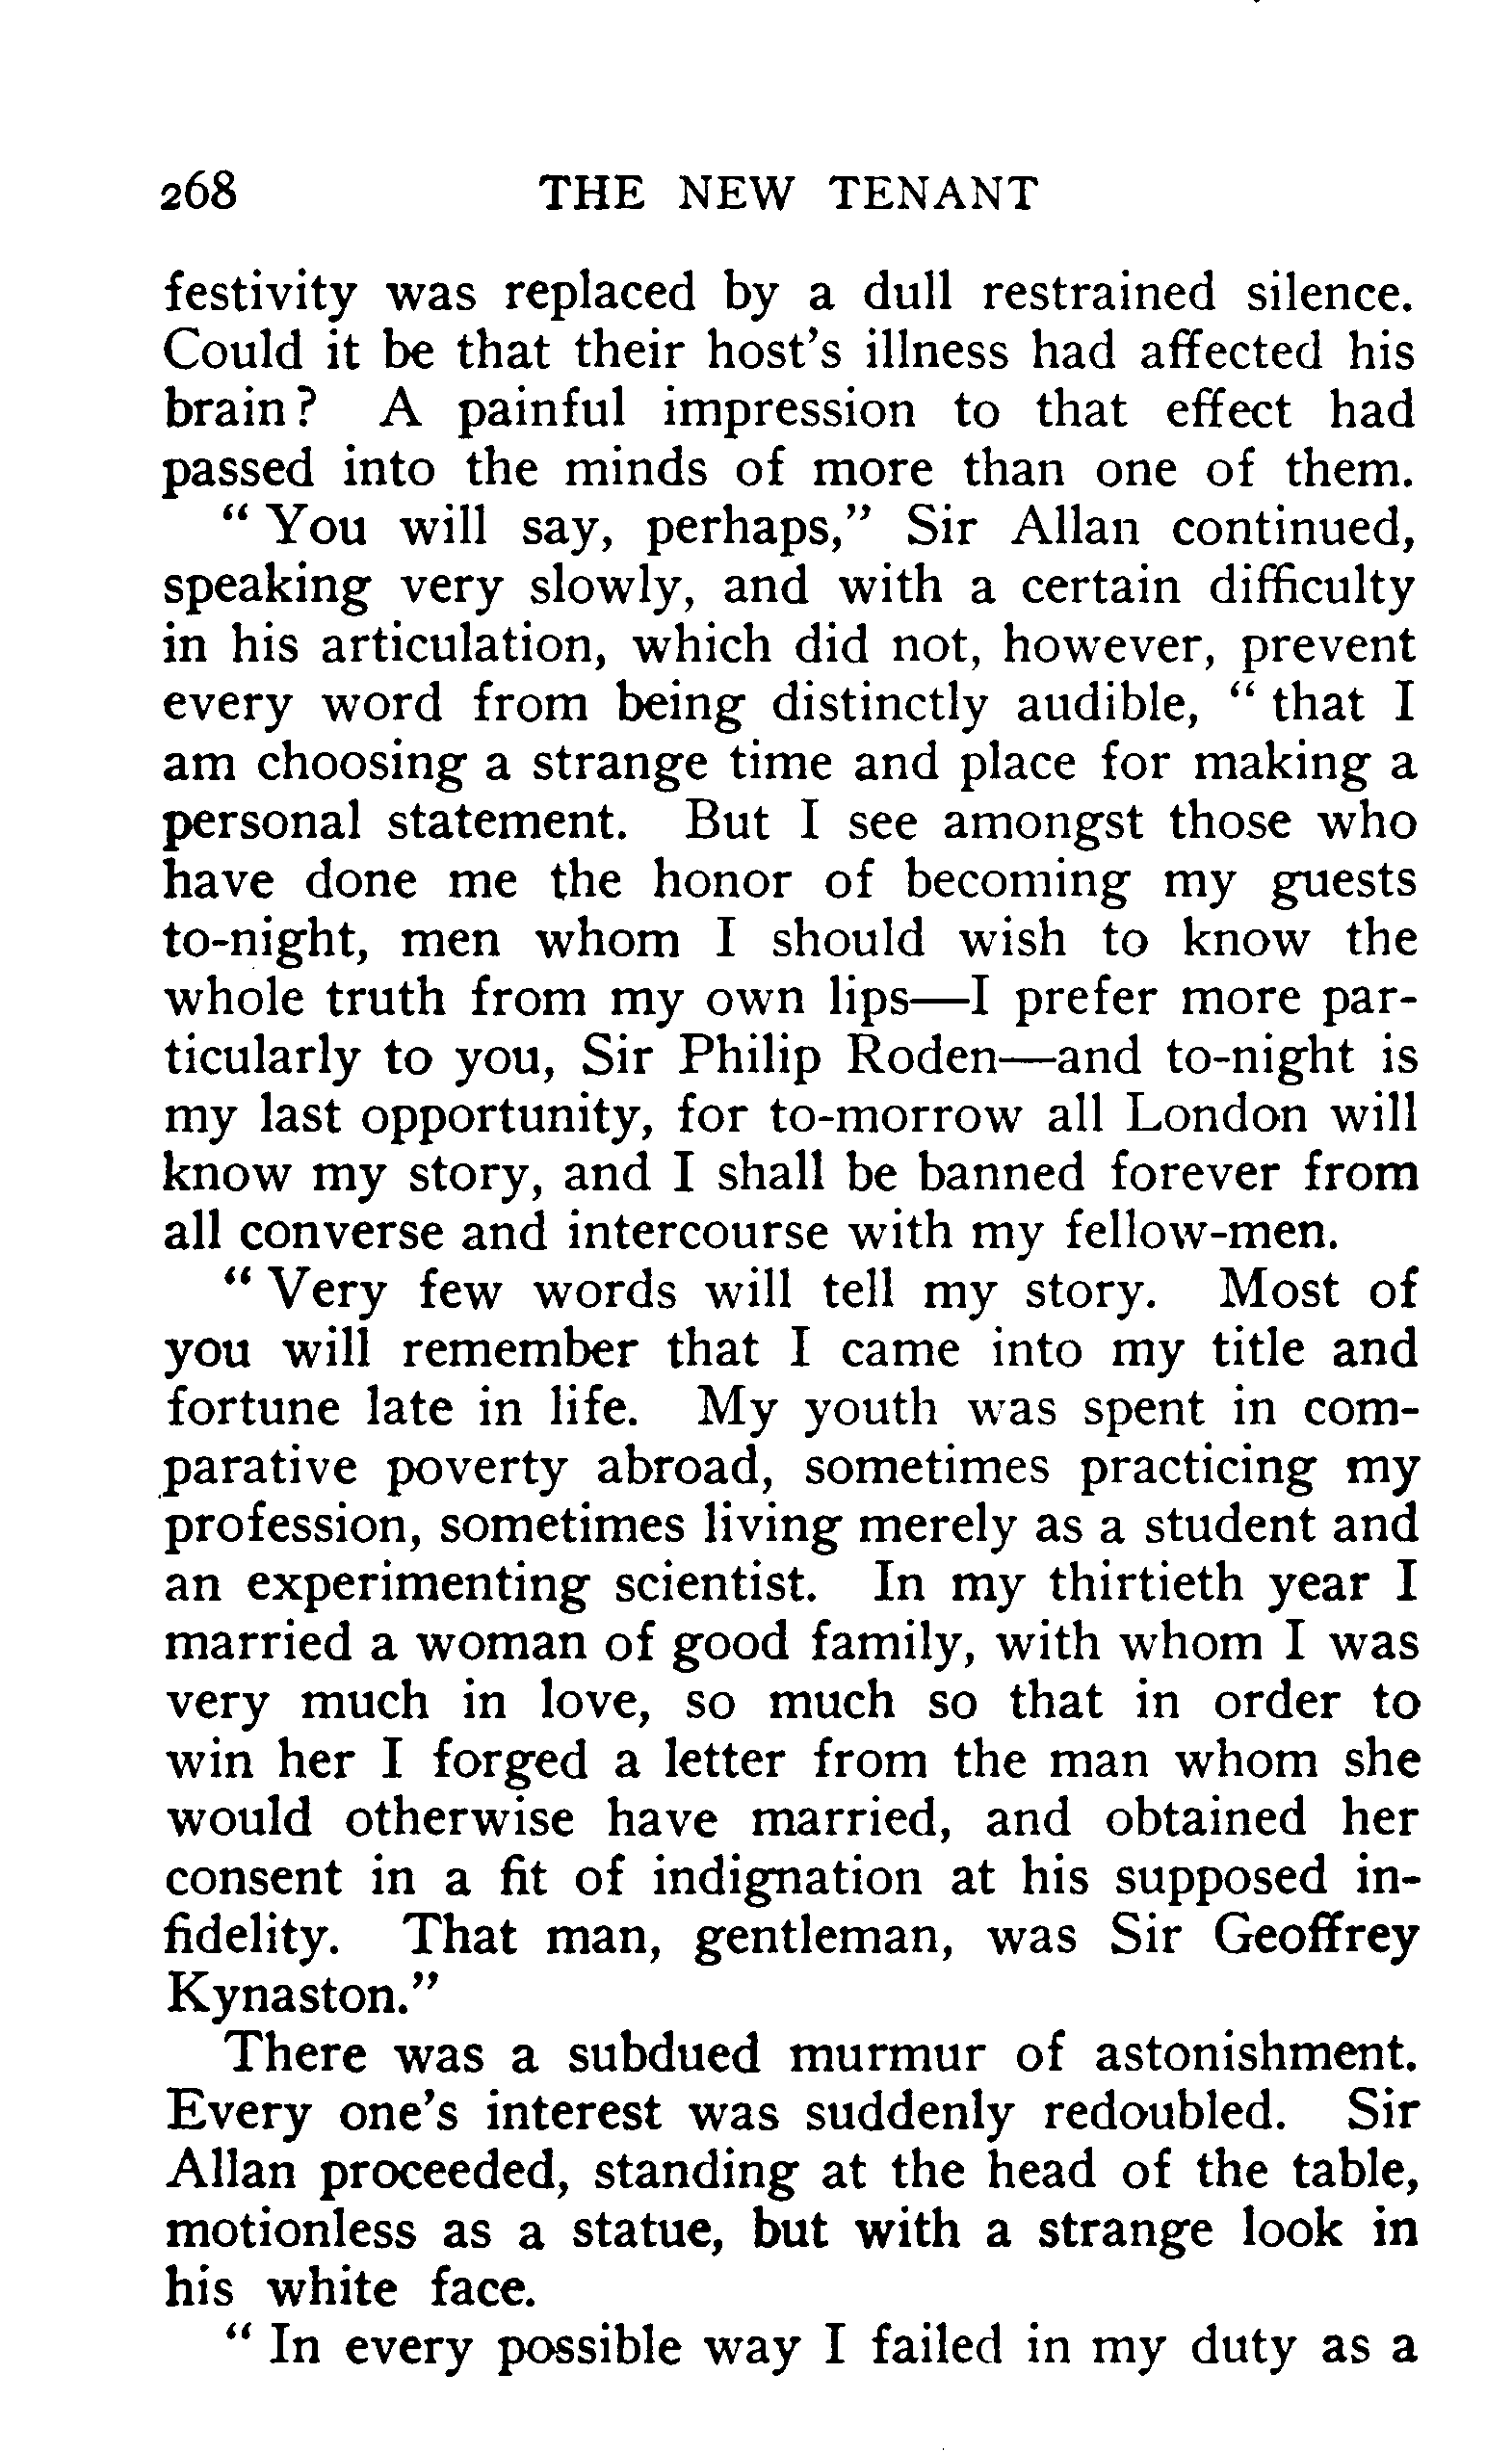 268 THE NEW TENANT
festivity was replaced by a dull restrained silence.
Could it be that their host's illness had affected his
brain? A painful impression to that effect had
passed into the minds of more than one of them.
" You will say, perhaps," Sir Allan continued,
speaking very slowly, and with a certain difficulty
in his articulation, which did not, however, prevent
every word from being distinctly audible, " that I
am choosing a strange time and place for making a
personal statement. But I see amongst those who
have done me the honor of becoming my guests
to-night, men whom I should wish to know the
whole truth from my own lips—I prefer more par-
ticularly to you, Sir Philip Roden—and to-night is
my last opportunity, for to-morrow all London will
know my story, and I shall be banned forever from
all converse and intercourse with my fellow-men.
" Very few words will tell my story. Most of
you will remember that I came into my title and
fortune late in life. My youth was spent in com-
parative poverty abroad, sometimes practicing my
profession, sometimes living merely as a student and
an experimenting scientist. In my thirtieth year I
married a woman of good family, with whom I was
very much in love, so much so that in order to
win her I forged a letter from the man whom she
would otherwise have married, and obtained her
consent in a fit of indignation at his supposed in-
fidelity. That man, gentleman, was Sir Geoffrey
Kynaston."
There was a subdued murmur of astonishment.
Every one's interest was suddenly redoubled. Sir
Allan proceeded, standing at the head of the table,
motionless as a statue, but with a strange look in
his white face.
" In every possible way I failed in my duty as a